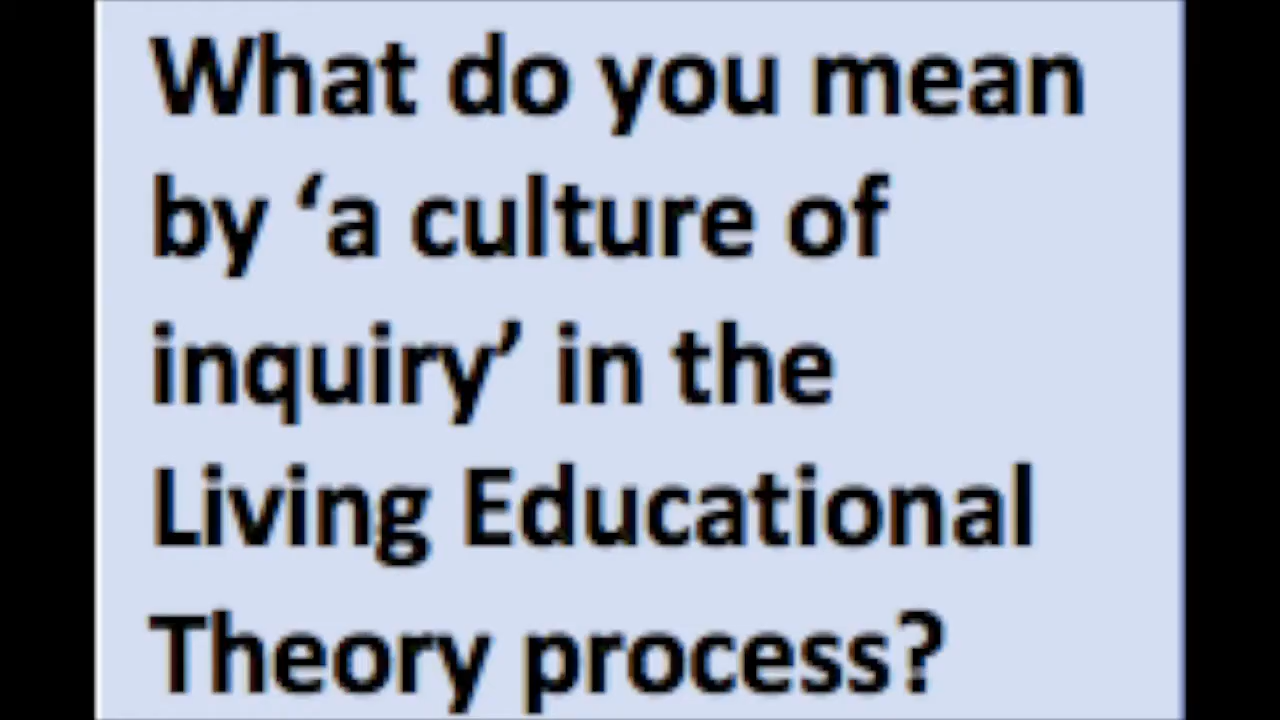 What do you mean
by ‘a culture of
inquiry’ in the
Living Educational
Theory process?